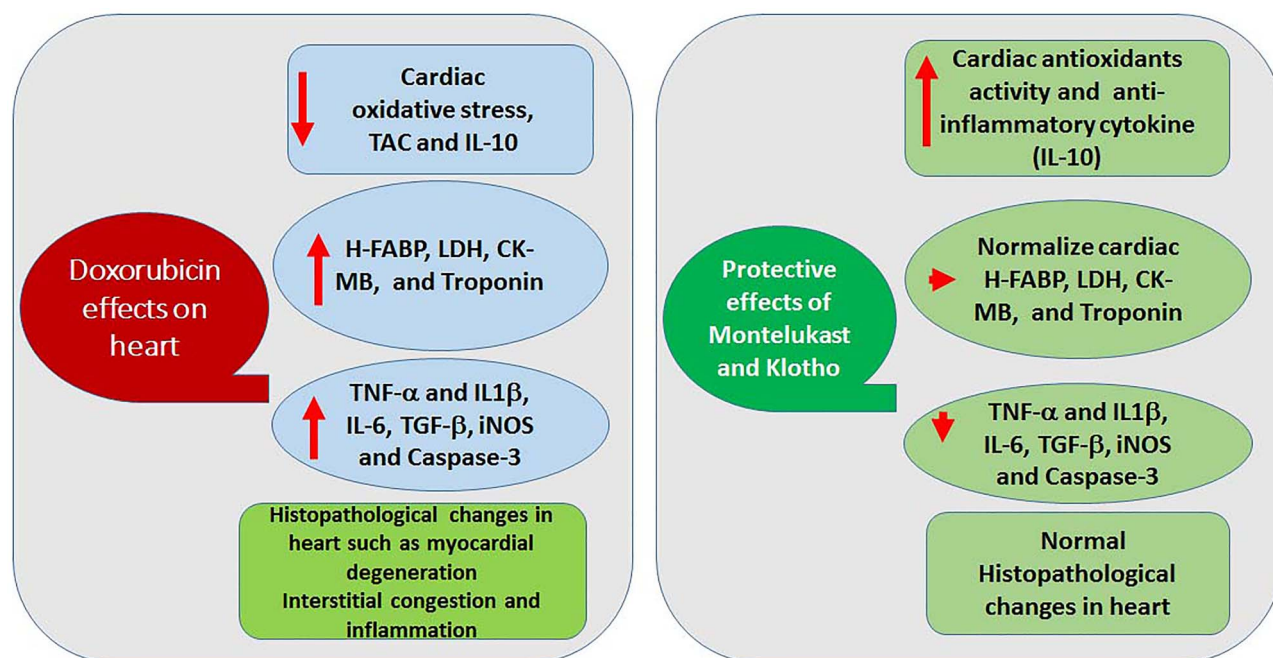 Doxorubicin
effects on
heart
Cardiac
oxidative stress,
TAC and IL-10
H-FABP, LDH, CK-
MB, and Troponin
TNF-α and IL1β,
IL-6, TGF-β, iNOS
and Caspase-3
Histopathological changes in
heart such as myocardial
degeneration
Interstitial congestion and
inflammation
Protective
effects of
Montelukast
and Klotho
Cardiac antioxidants
activity and anti-
inflammatory cytokine
(IL-10)
Normalize cardiac
H-FABP, LDH, CK-
MB, and Troponin
TNF-α and IL1β,
IL-6, TGF-β, iNOS
and Caspase-3
Normal
Histopathological
changes in heart